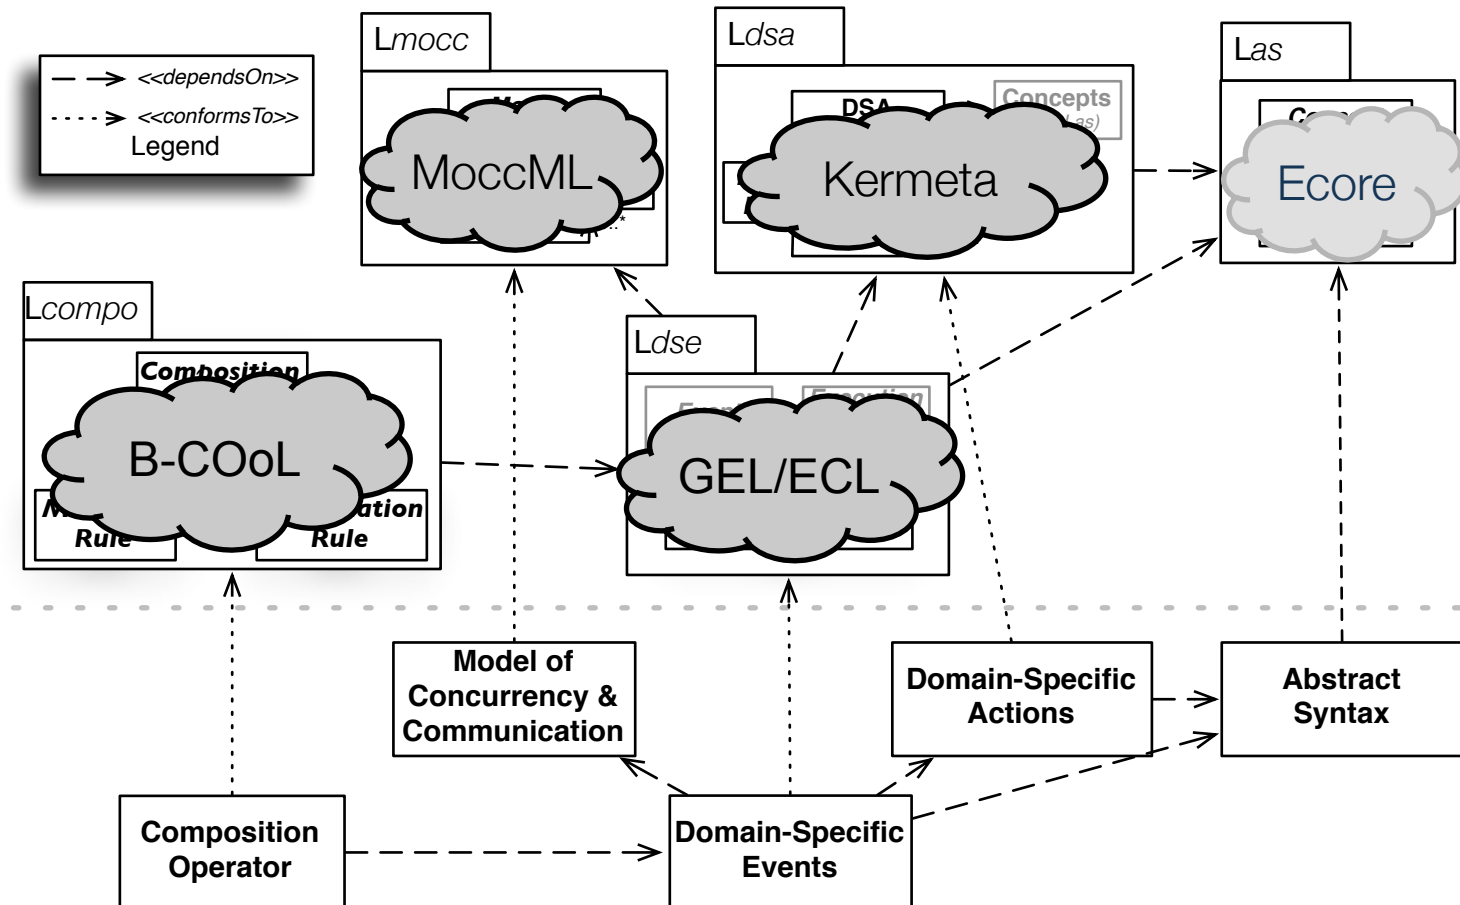 Lmocc
Ldsa
Las
<<dependsOn>>
<<conformsTo>>
Legend
DSA
Concepts
MoccML
Kermeta
Ecore
Lcompo
Ldse
Composition
Execution
B-COoL
GEL/ECL
Rule
Rule
Model of
Concurrency &
Communication
Domain-Specific
Actions
Abstract
Syntax
Composition
Operator
Domain-Specific
Events